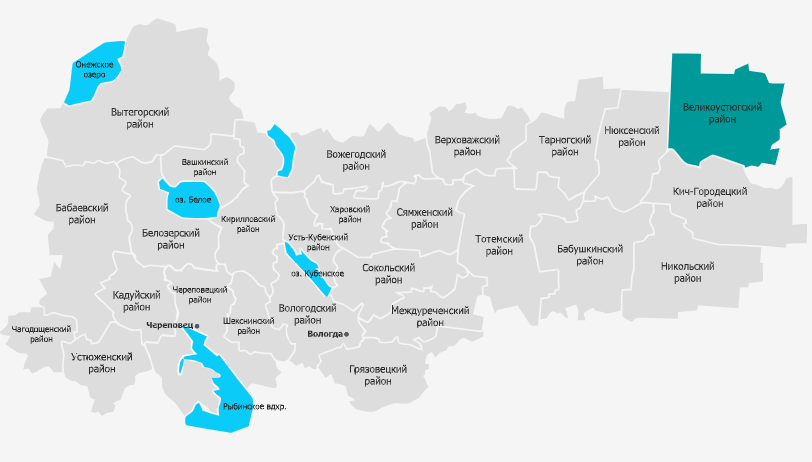 Онежское
озеро
Вытегорский
район
Великоустюгский
район
Нюксенский
район
Верховажский
район
Тарногский
район
Вожегодский
район
Вашкинский
район
оз. Белое
Кич-Городецкий
район
Бабаевский
район
Харовский
район
Сямженский
район
Кирилловский
район
Белозерский
район
Усть-Кубенский
район
Тотемский
район
Бабушкинский
район
Никольский
район
оз. Кубенское
Сокольский
район
Кадуйский
район
Череповецкий
район
Вологодский
район
Междуреченский
район
Чагодощенский
район
Череповец
Шекснинский
район
Вологда
Устюженский
район
Грязовецкий
район
Рыбинское вдхр.